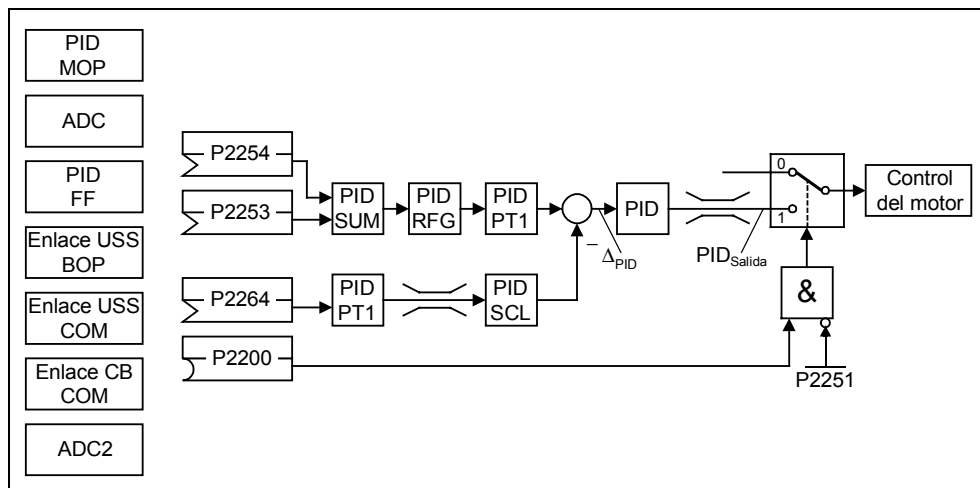 PID
MOP
ADC
PID
FF
Enlace USS
BOP
Enlace USS
COM
Enlace CB
COM
ADC2
P2254
P2253
P2264
P2200
PID
SUM
PID
RFG
PID
PT1
PID
PT1
PID
SCL
−
ΔPID
PID
PIDSalida
0
1
Control
del motor
&
P2251